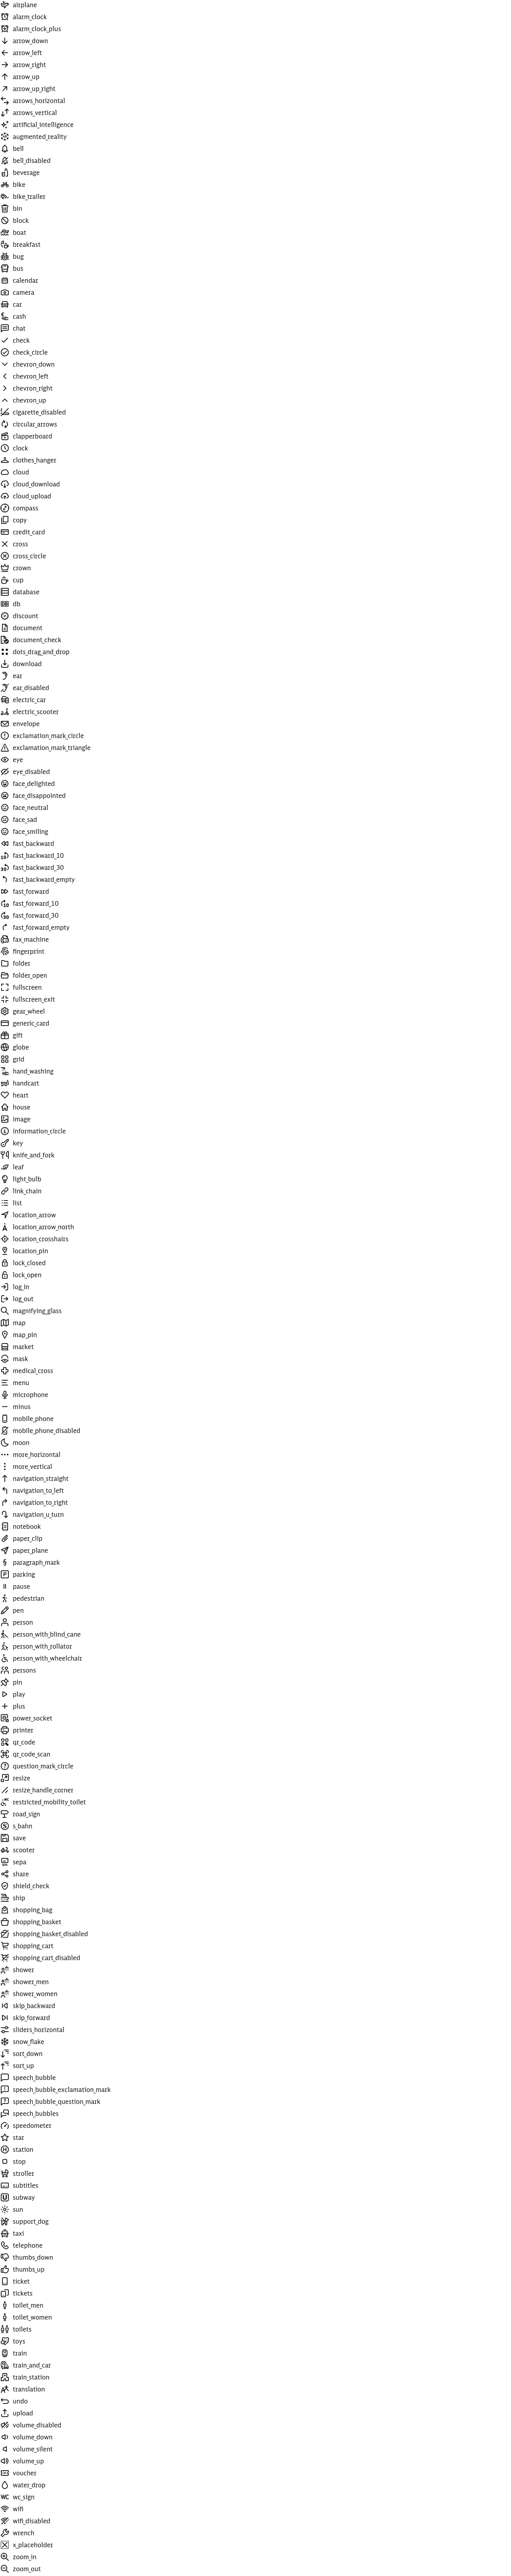 airplane
alarm_clock
alarm_clock_plus
arrow_down
arrow_left
arrow_right
arrow_up
arrow_up_right
arrows_horizontal
arrows_vertical
artificial_intelligence
augmented_reality
bell
bell_disabled
beverage
bike
bike_trailer
bin
block
boat
breakfast
bug
bus
calendar
camera
car
cash
chat
check
check_circle
chevron_down
chevron_left
chevron_right
chevron_up
cigarette_disabled
circular_arrows
clapperboard
clock
clothes_hanger
cloud
cloud_download
cloud_upload
compass
copy
credit_card
cross
cross_circle
crown
cup
database
db
discount
document
document_check
dots_drag_and_drop
download
ear
ear_disabled
electric_car
electric_scooter
envelope
exclamation_mark_circle
exclamation_mark_triangle
eye
eye_disabled
face_delighted
face_disappointed
face_neutral
face_sad
face_smiling
fast_backward
fast_backward_10
fast_backward_30
fast_backward_empty
fast_forward
fast_forward_10
fast_forward_30
fast_forward_empty
fax_machine
fingerprint
folder
folder_open
fullscreen
fullscreen_exit
gear_wheel
generic_card
gift
globe
grid
hand_washing
handcart
heart
house
image
information_circle
key
knife_and_fork
leaf
light_bulb
link_chain
list
location_arrow
location_arrow_north
location_crosshairs
location_pin
lock_closed
lock_open
log_in
log_out
magnifying_glass
map
map_pin
market
mask
medical_cross
menu
microphone
minus
mobile_phone
mobile_phone_disabled
moon
more_horizontal
more_vertical
navigation_straight
navigation_to_left
navigation_to_right
navigation_u_turn
notebook
paper_clip
paper_plane
paragraph_mark
parking
pause
pedestrian
pen
person
person_with_blind_cane
person_with_rollator
person_with_wheelchair
persons
pin
play
plus
power_socket
printer
qr_code
qr_code_scan
question_mark_circle
resize
resize_handle_corner
restricted_mobility_toilet
road_sign
s_bahn
save
scooter
sepa
share
shield_check
ship
shopping_bag
shopping_basket
shopping_basket_disabled
shopping_cart
shopping_cart_disabled
shower
shower_men
shower_women
skip_backward
skip_forward
sliders_horizontal
snow_flake
sort_down
sort_up
speech_bubble
speech_bubble_exclamation_mark
speech_bubble_question_mark
speech_bubbles
speedometer
star
station
stop
stroller
subtitles
subway
sun
support_dog
taxi
telephone
thumbs_down
thumbs_up
ticket
tickets
toilet_men
toilet_women
toilets
toys
train
train_and_car
train_station
translation
undo
upload
volume_disabled
volume_down
volume_silent
volume_up
voucher
water_drop
WC wc_sign
wifi
wifi_disabled
wrench
x_placeholder
zoom_in
zoom_out